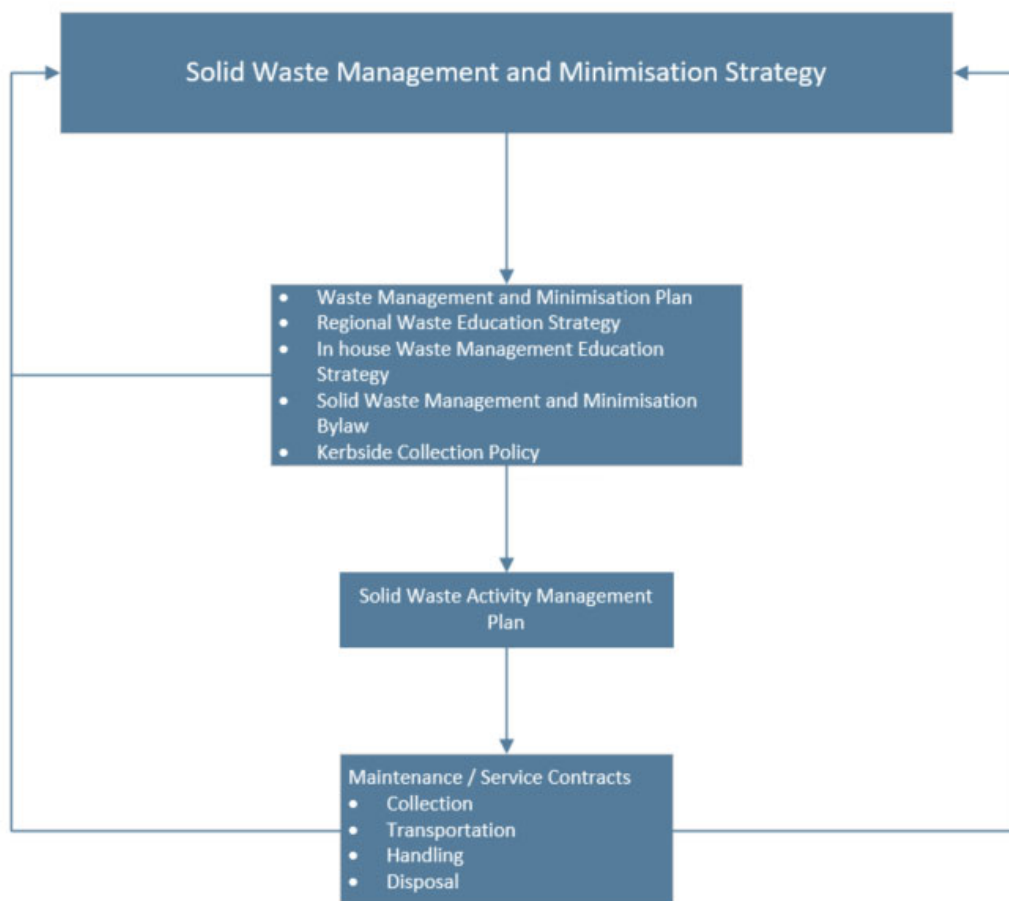 Solid Waste Management and Minimisation Strategy
• Waste Management and Minimisation Plan
• Regional Waste Education Strategy
• In house Waste Management Education
Strategy
• Solid Waste Management and Minimisation
Bylaw
• Kerbside Collection Policy
Solid Waste Activity Management
Plan
Maintenance / Service Contracts
• Collection
• Transportation
• Handling
• Disposal